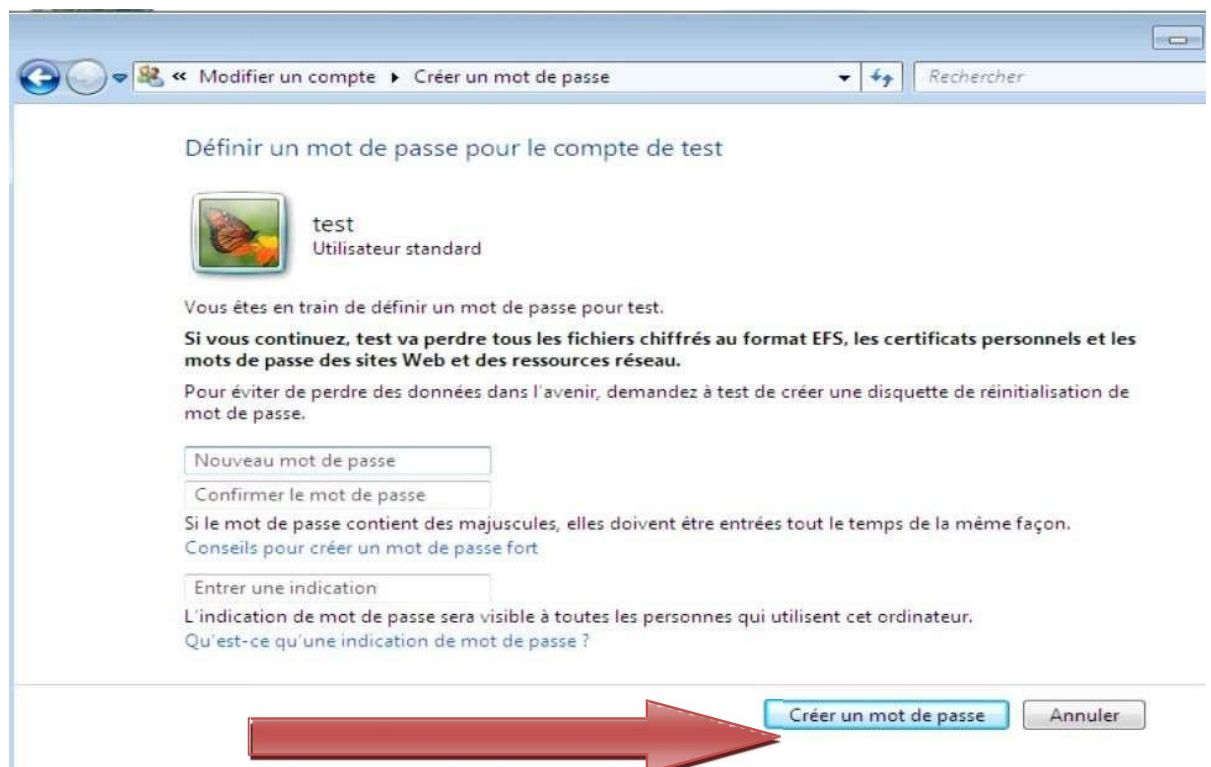 « Modifier un compte ▸ Créer un mot de passe
Rechercher
Définir un mot de passe pour le compte de test
test
Utilisateur standard
Vous êtes en train de définir un mot de passe pour test.
Si vous continuez, test va perdre tous les fichiers chiffrés au format EFS, les certificats personnels et les
mots de passe des sites Web et des ressources réseau.
Pour éviter de perdre des données dans l'avenir, demandez à test de créer une disquette de réinitialisation de
mot de passe.
Nouveau mot de passe
Confirmer le mot de passe
Si le mot de passe contient des majuscules, elles doivent être entrées tout le temps de la même façon.
Conseils pour créer un mot de passe fort
Entrer une indication
L'indication de mot de passe sera visible à toutes les personnes qui utilisent cet ordinateur.
Qu'est-ce qu'une indication de mot de passe ?
Créer un mot de passe
Annuler